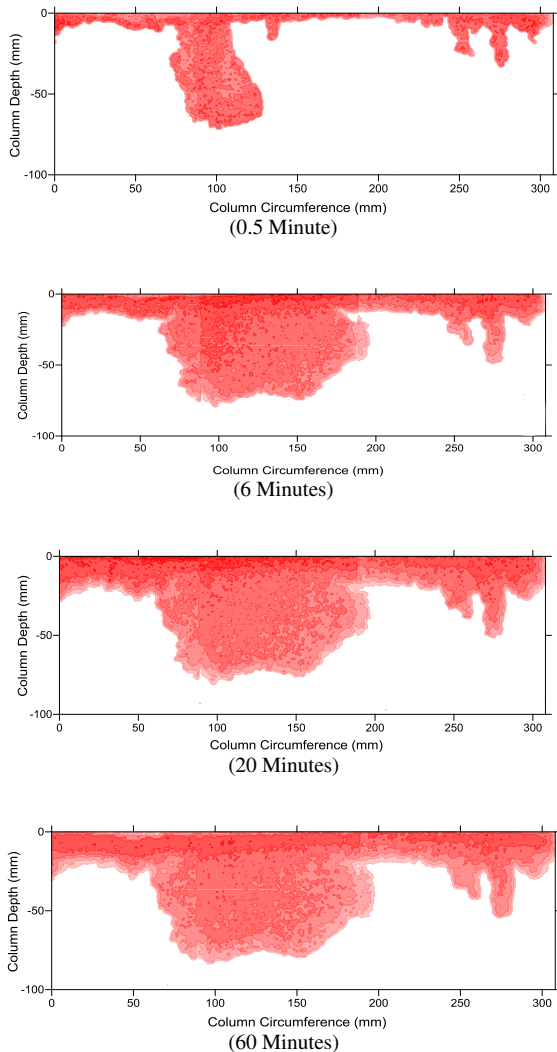 0
-50
-100
Column Depth (mm)
0 50 100 150 200 250 300
Column Circumference (mm)
(0.5 Minute)
0
-50
-100
Column Depth (mm)
0 50 100 150 200 250 300
Column Circumference (mm)
(6 Minutes)
0
-50
-100
Column Depth (mm)
0 50 100 150 200 250 300
Column Circumference (mm)
(20 Minutes)
0
-50
-100
Column Depth (mm)
0 50 100 150 200 250 300
Column Circumference (mm)
(60 Minutes)